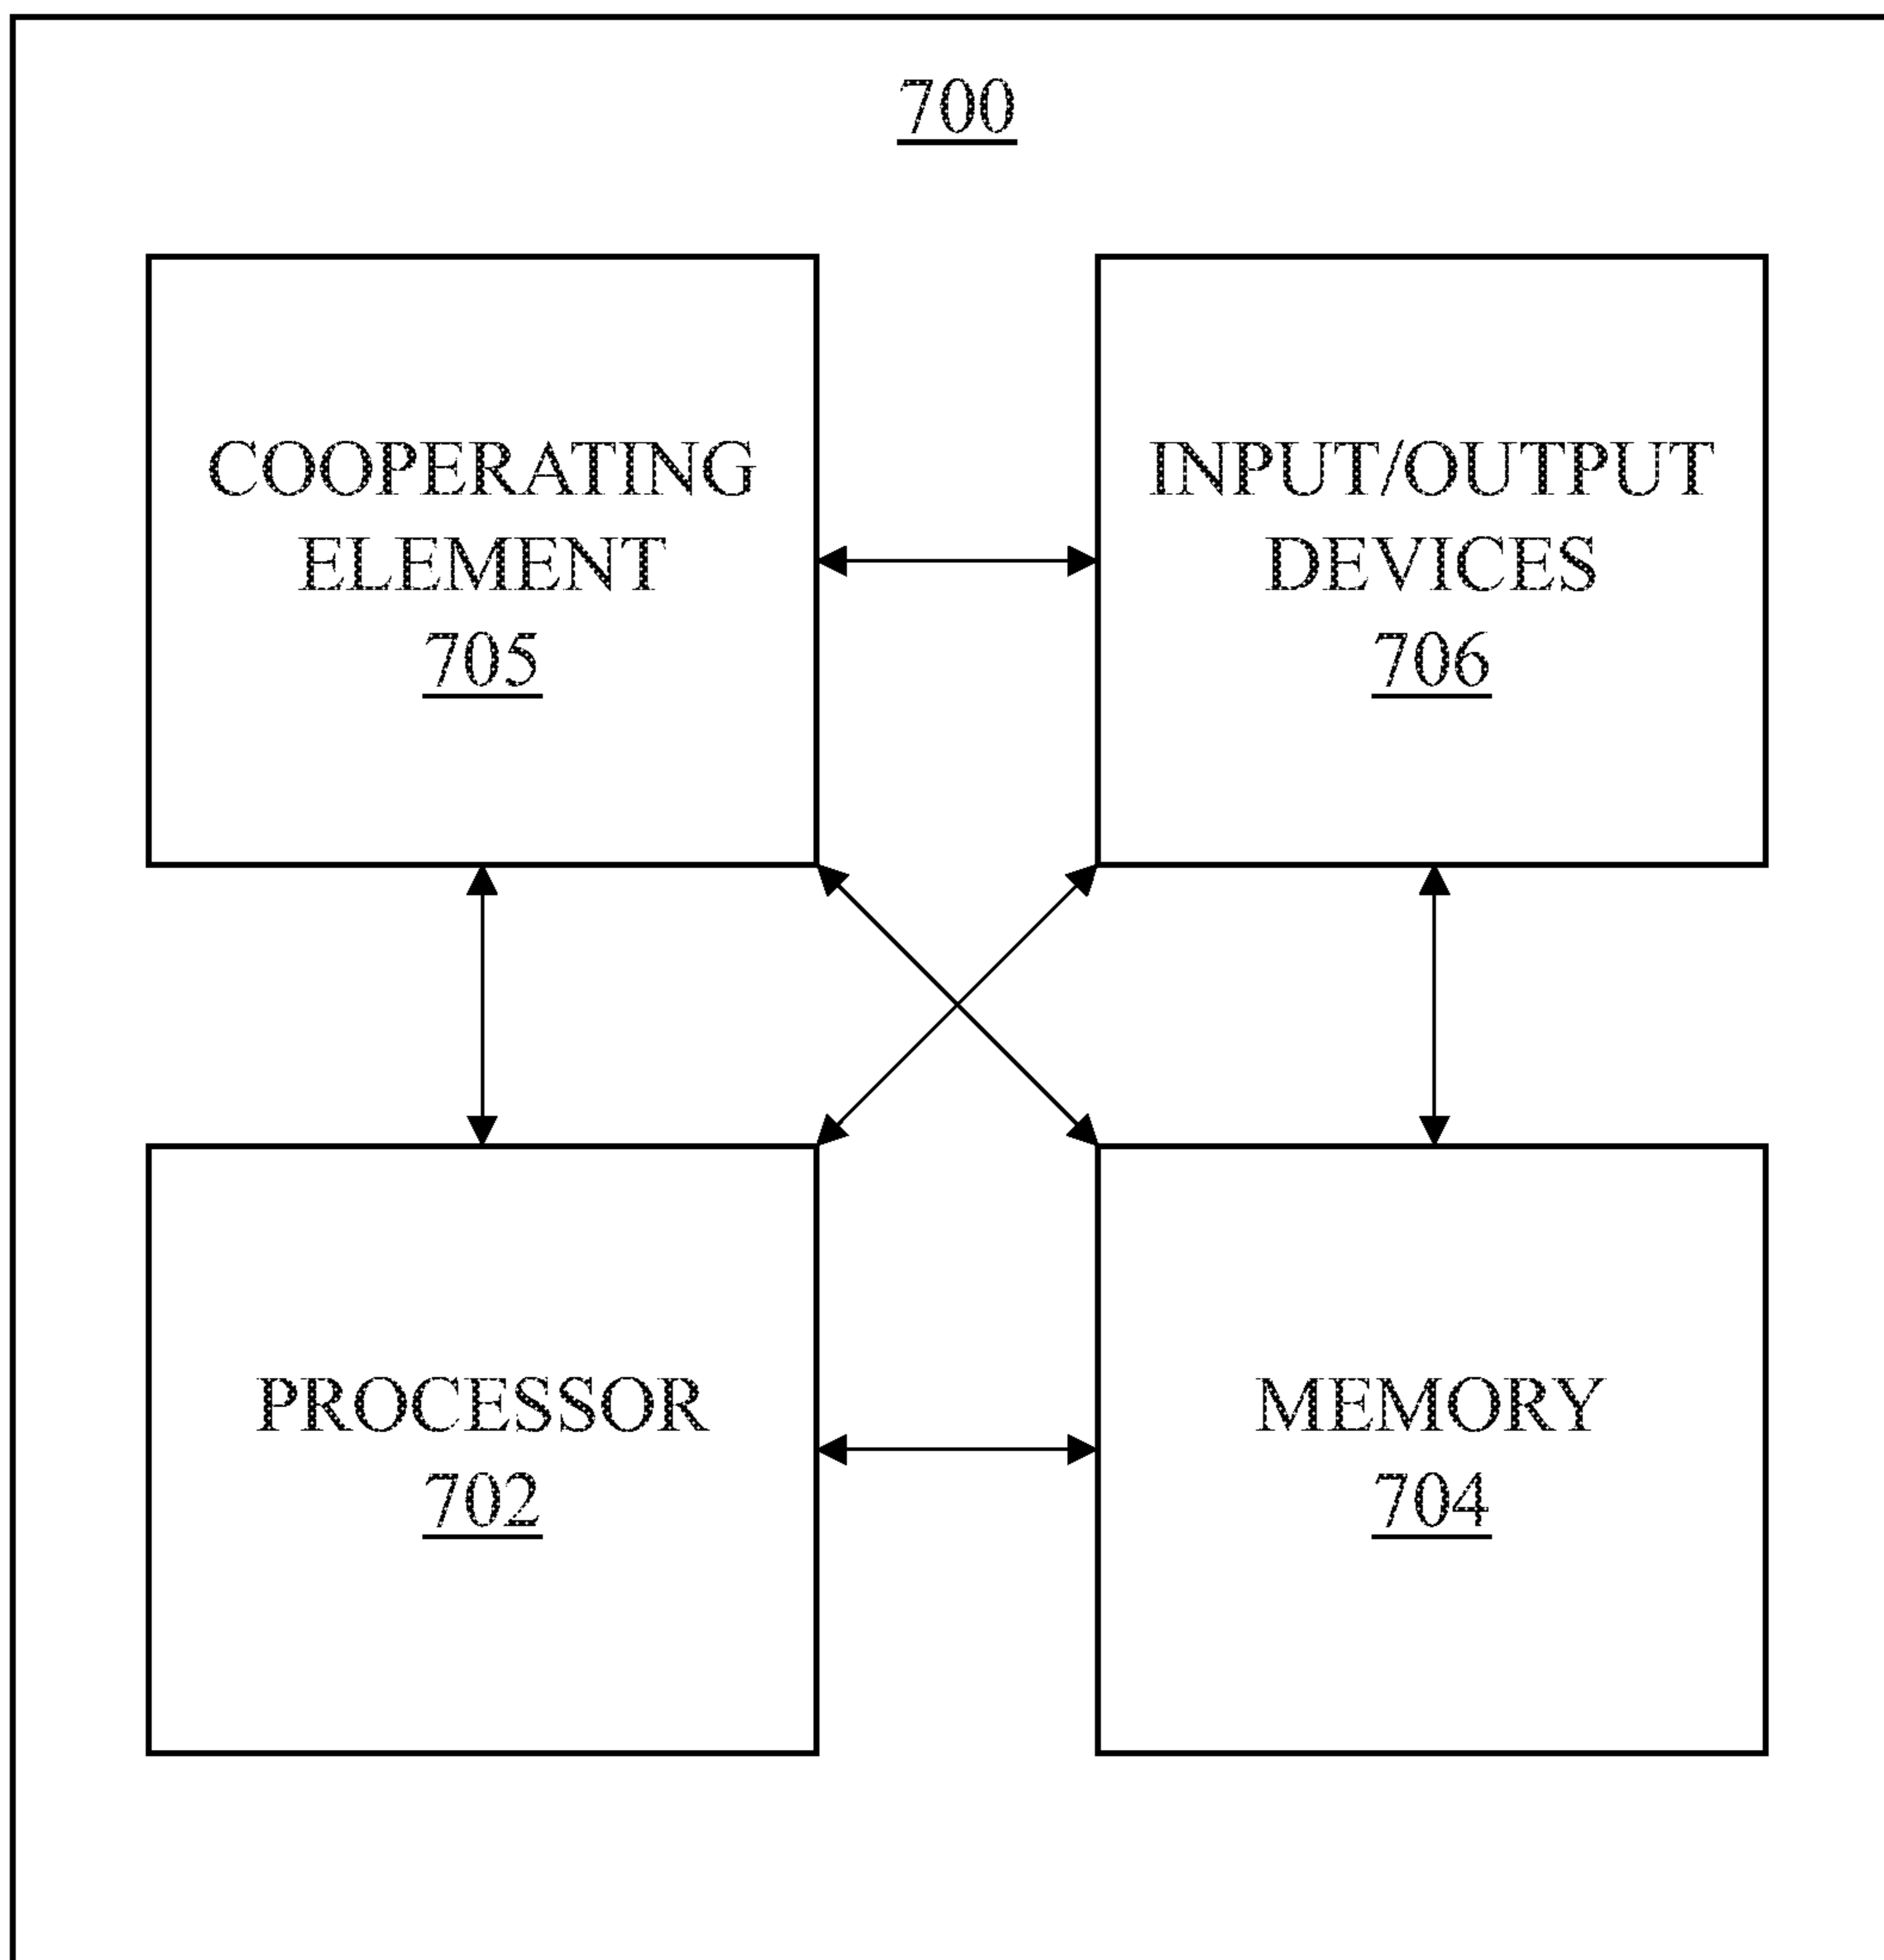 700
COOPERATING
ELEMENT
705
INPUT/OUTPUT
DEVICES
706
PROCESSOR
702
MEMORY
704